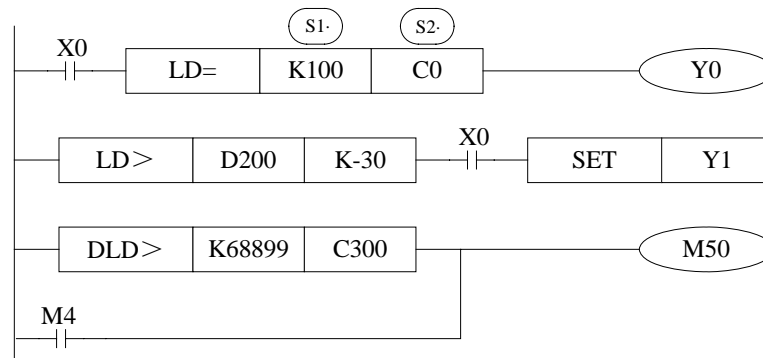 S1· S2·
X0 LD= K100 C0 Y0
X0
LD＞ D200 K-30 SET Y1
DLD＞ K68899 C300 M50
M4